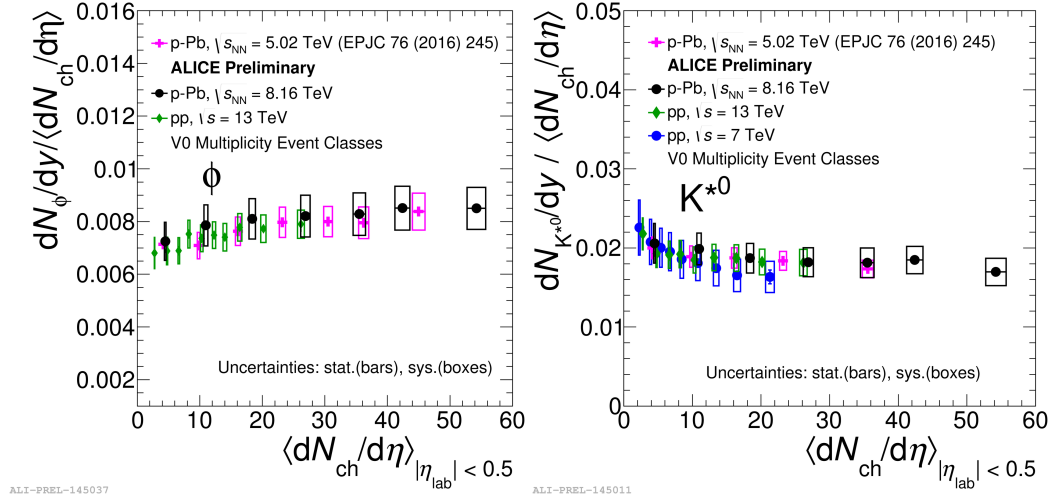 dN_ϕ/dy/⟨dN_ch/dη⟩
0.016
0.014
0.012
0.01
0.008
0.006
0.004
0.002
p-Pb, \ s_NN = 5.02 TeV (EPJC 76 (2016) 245)
ALICE Preliminary
p-Pb, \ s_NN = 8.16 TeV
pp, \ s = 13 TeV
V0 Multiplicity Event Classes
ϕ
Uncertainties: stat.(bars), sys.(boxes)
0 10 20 30 40 50 60
⟨dN_ch/dη⟩_|η_lab| < 0.5
ALI-PREL-145037
dN_K*0/dy / ⟨dN_ch/dη⟩
0.05
0.04
0.03
0.02
0.01
0
p-Pb, \ s_NN = 5.02 TeV (EPJC 76 (2016) 245)
ALICE Preliminary
p-Pb, \ s_NN = 8.16 TeV
pp, \ s = 13 TeV
pp, \ s = 7 TeV
V0 Multiplicity Event Classes
K*0
Uncertainties: stat.(bars), sys.(boxes)
0 10 20 30 40 50 60
⟨dN_ch/dη⟩_|η_lab| < 0.5
ALI-PREL-145011